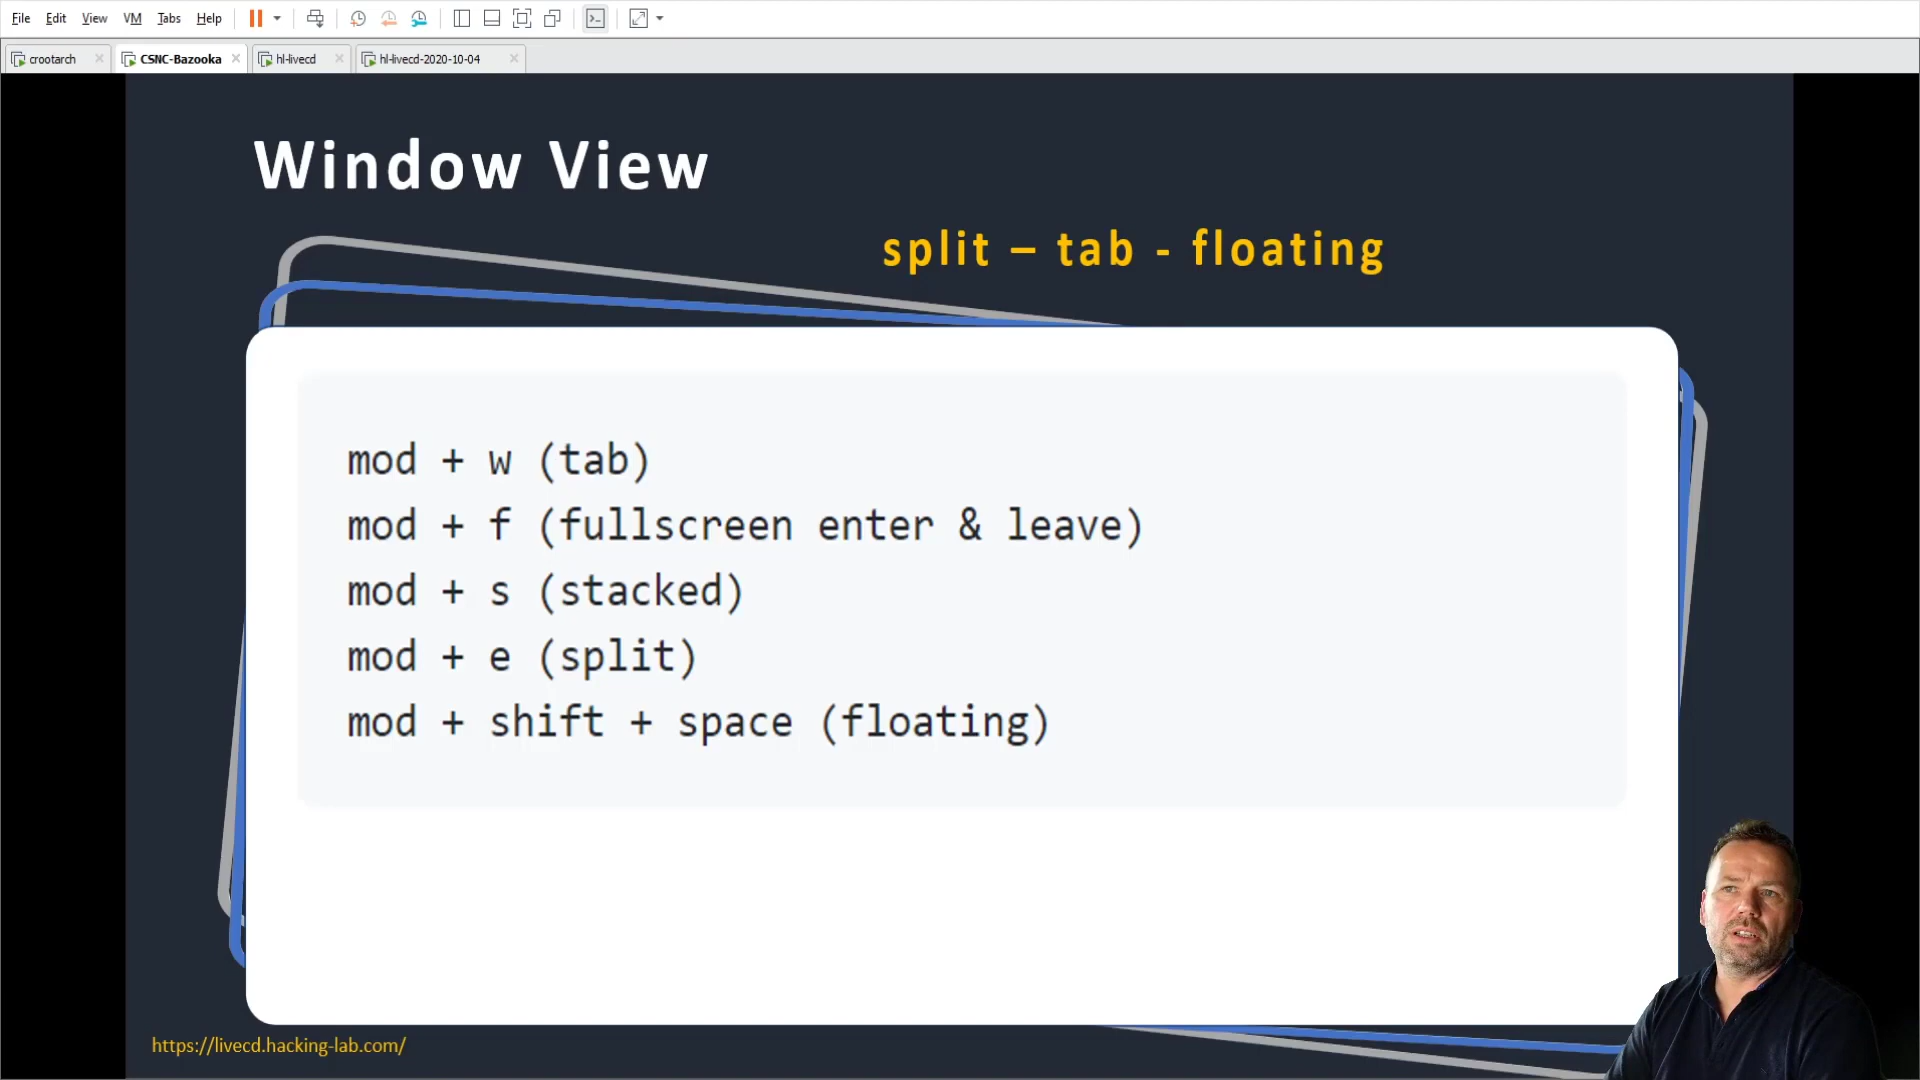 File Edit View VM Tabs Help
crootarch CSNC-Bazooka hl-livecd hl-livecd-2020-10-04
Window View
split – tab - floating
mod + w (tab)
mod + f (fullscreen enter & leave)
mod + s (stacked)
mod + e (split)
mod + shift + space (floating)
https://livecd.hacking-lab.com/